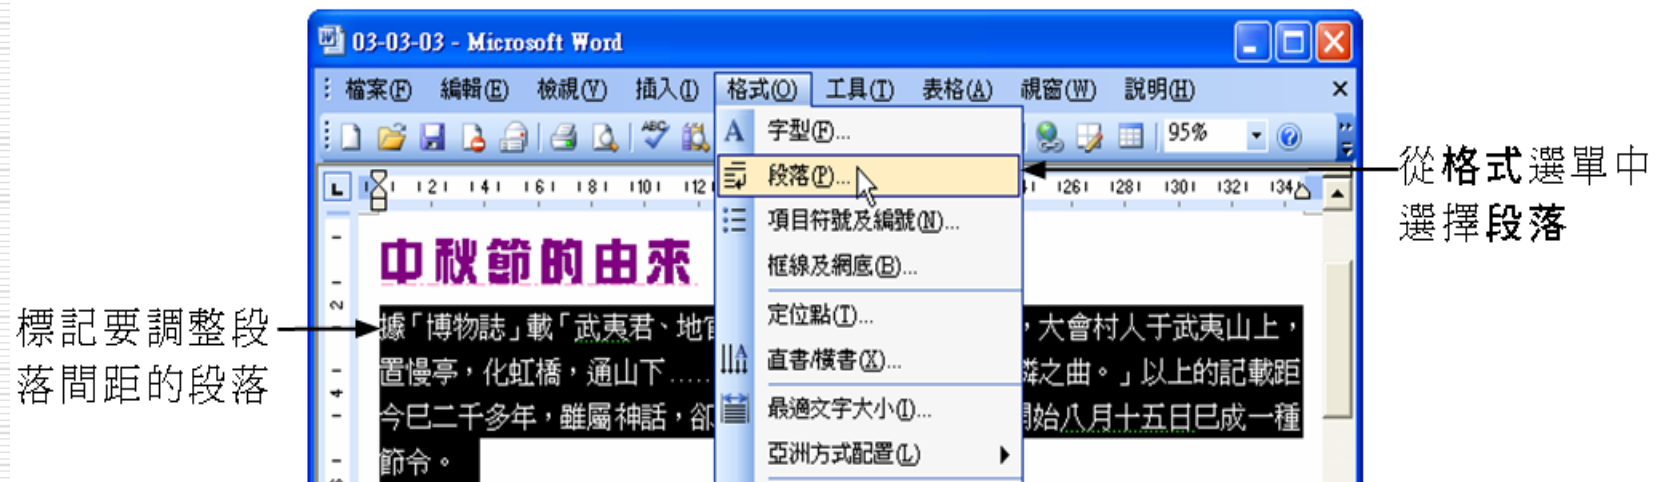 03-03-03 - Microsoft Word
檔案(F) 編輯(E) 檢視(V) 插入(I) 格式(O) 工具(T) 表格(A) 視窗(W) 說明(H)
95%
字型(F)...
段落(P)...
項目符號及編號(N)...
框線及網底(B)...
定位點(T)...
直書/橫書(X)...
最適文字大小(I)...
亞洲方式配置(L)
從格式選單中
選擇段落
標記要調整段
落間距的段落
中秋節的由來
據「博物誌」載「武夷君、地 ，大會村人于武夷山上，
置慢亭，化虹橋，通山下..... 之曲。」以上的記載距
今已二千多年，雖屬神話，卻 始八月十五日已成一種
節令。